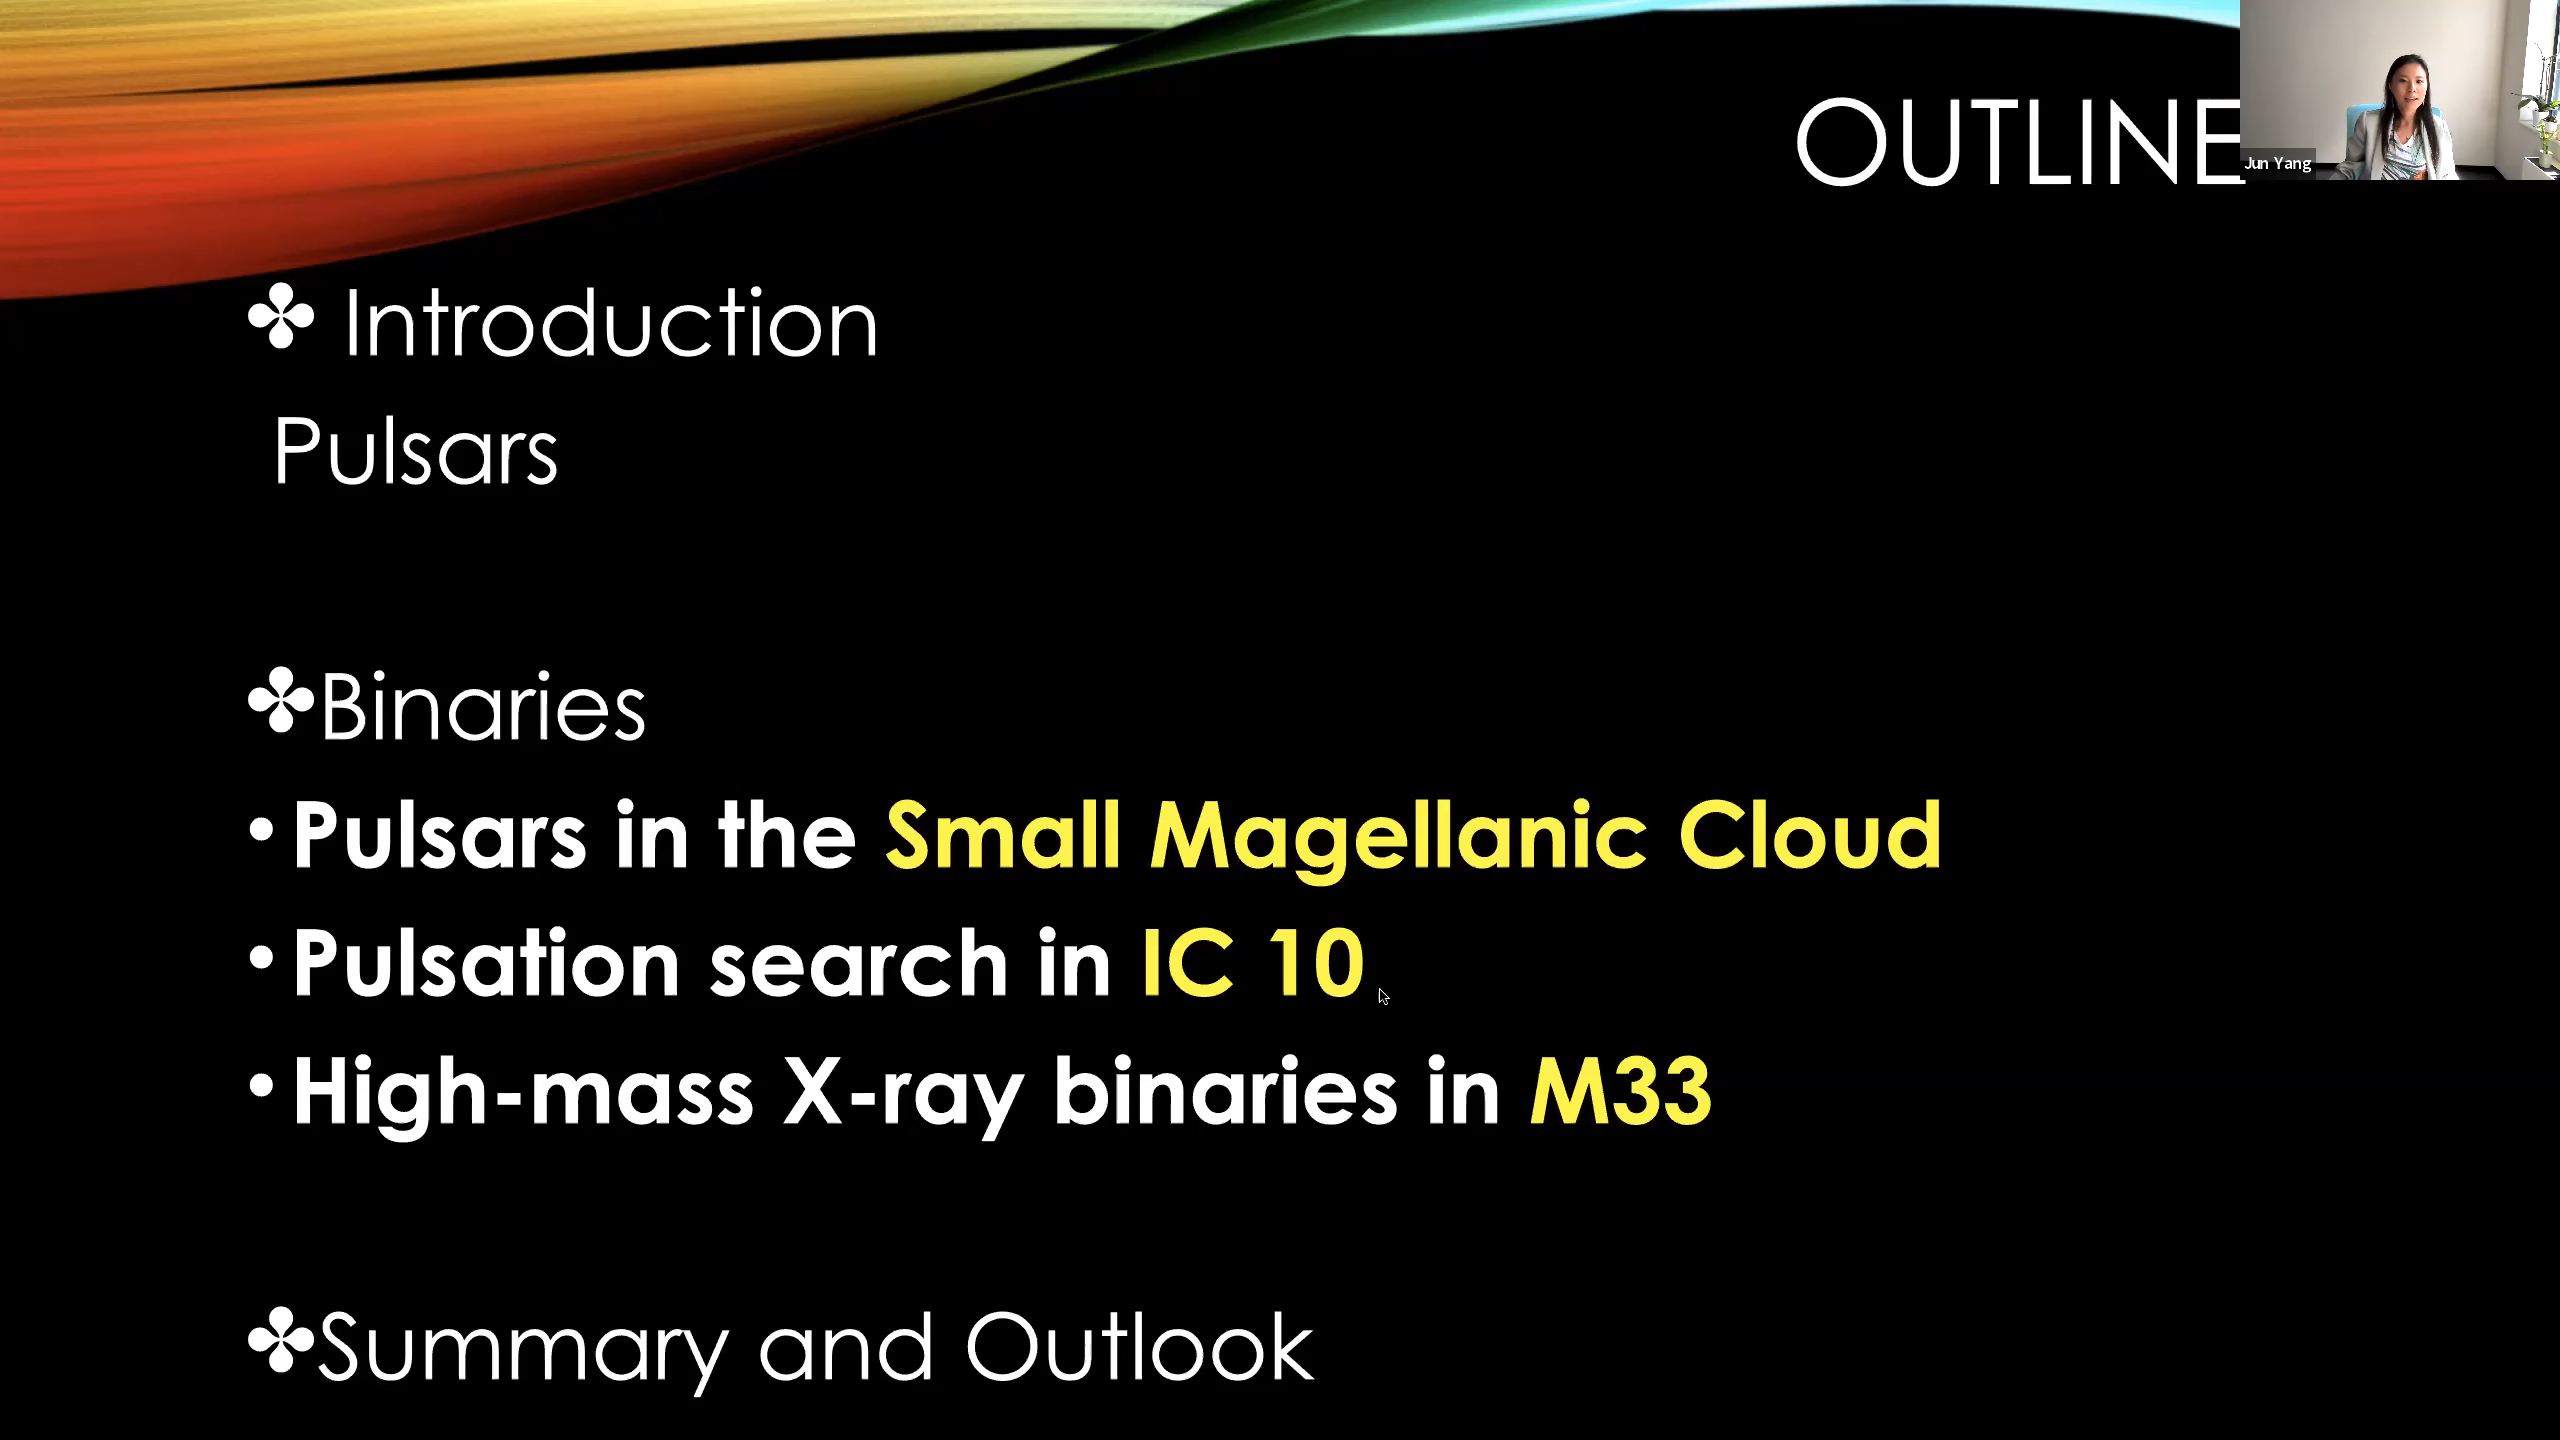 OUTLINE
Jun Yang
✤ Introduction
Pulsars
✤Binaries
• Pulsars in the Small Magellanic Cloud
• Pulsation search in IC 10
• High-mass X-ray binaries in M33
✤Summary and Outlook